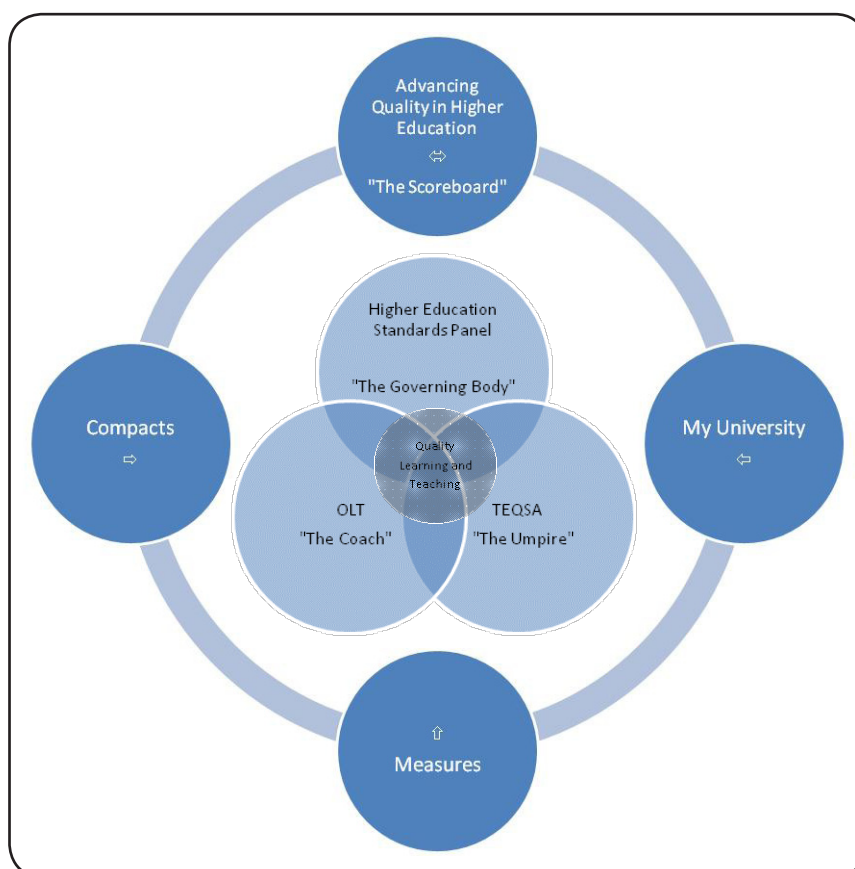 Advancing
Quality in Higher
Education
⇔
"The Scoreboard"
Higher Education
Standards Panel
"The Governing Body"
Compacts
⇨
Quality
Learning and
Teaching
My University
⇦
OLT
"The Coach"
TEQSA
"The Umpire"
⇧
Measures